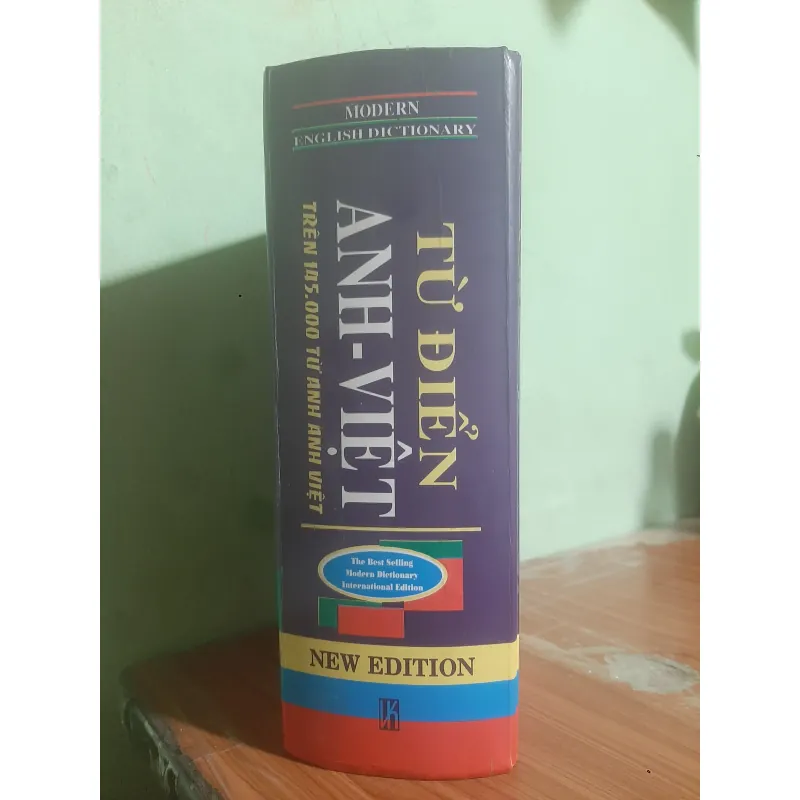 MODERN
ENGLISH DICTIONARY
TỪ ĐIỂN
ANH-VIỆT
TRÊN 145.000 TỪ ANH ANH VIỆT
The Best Selling
Modern Dictionary
International Edition
NEW EDITION